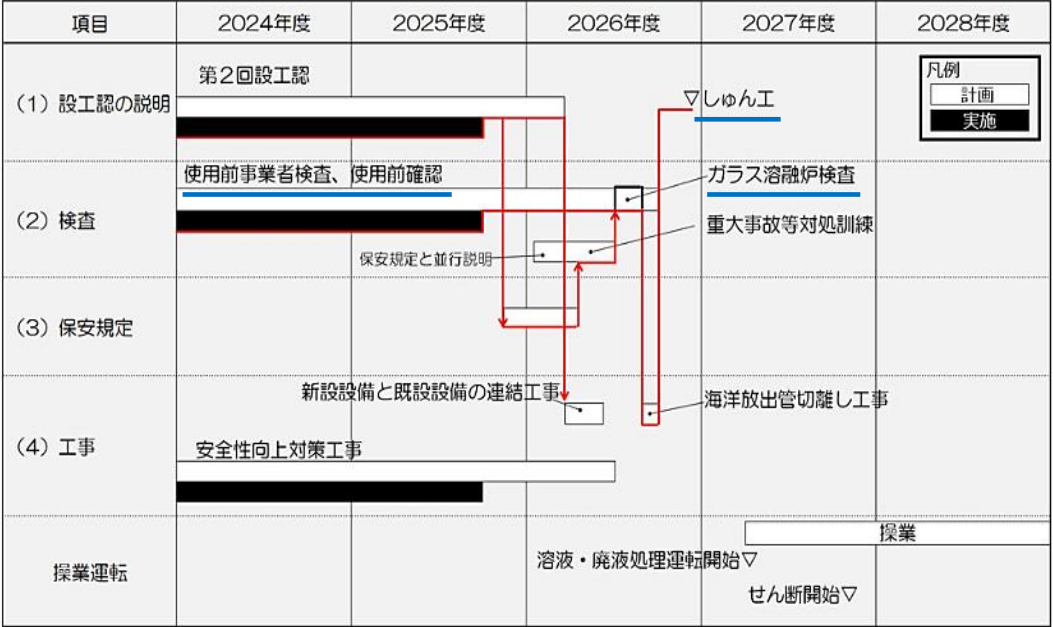 項目
2024年度
2025年度
2026年度
2027年度
2028年度
凡例
計画
実施
(1) 設工認の説明
第2回設工認
▽しゅん工
(2) 検査
使用前事業者検査、使用前確認
ガラス溶融炉検査
重大事故等対処訓練
保安規定と並行説明
(3) 保安規定
(4) 工事
新設設備と既設設備の連結工事
海洋放出管切離し工事
安全性向上対策工事
操業運転
操業
溶液・廃液処理運転開始▽
せん断開始▽